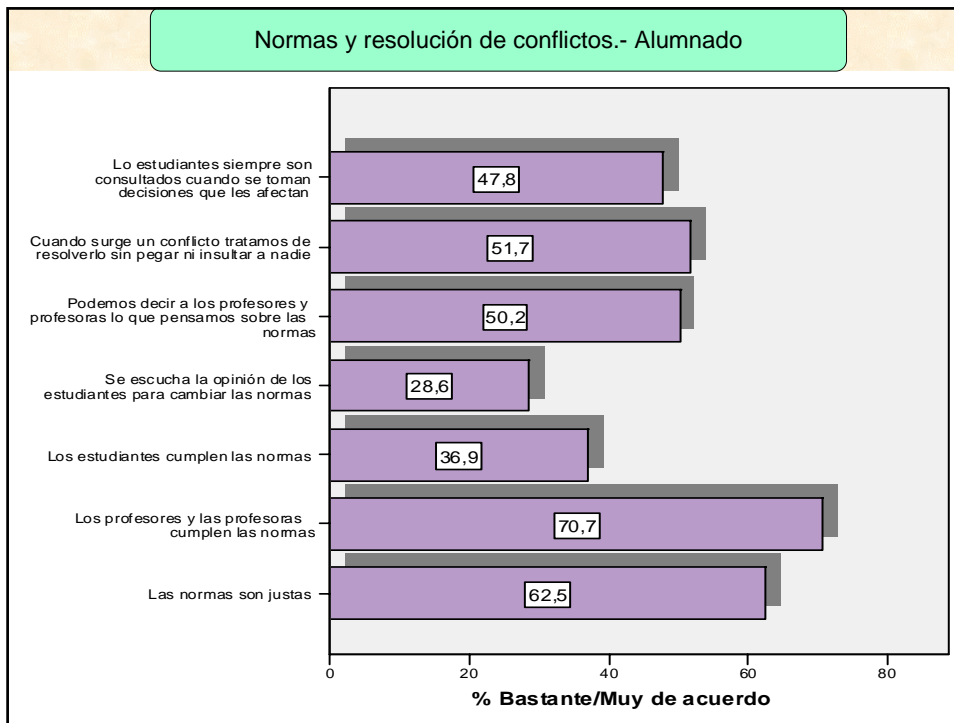 Normas y resolución de conflictos.- Alumnado
Lo estudiantes siempre son
consultados cuando se toman
decisiones que les afectan
47,8
Cuando surge un conflicto tratamos de
resolverlo sin pegar ni insultar a nadie
51,7
Podemos decir a los profesores y
profesoras lo que pensamos sobre las
normas
50,2
Se escucha la opinión de los
estudiantes para cambiar las normas
28,6
Los estudiantes cumplen las normas
36,9
Los profesores y las profesoras
cumplen las normas
70,7
Las normas son justas
62,5
0 20 40 60 80
% Bastante/Muy de acuerdo